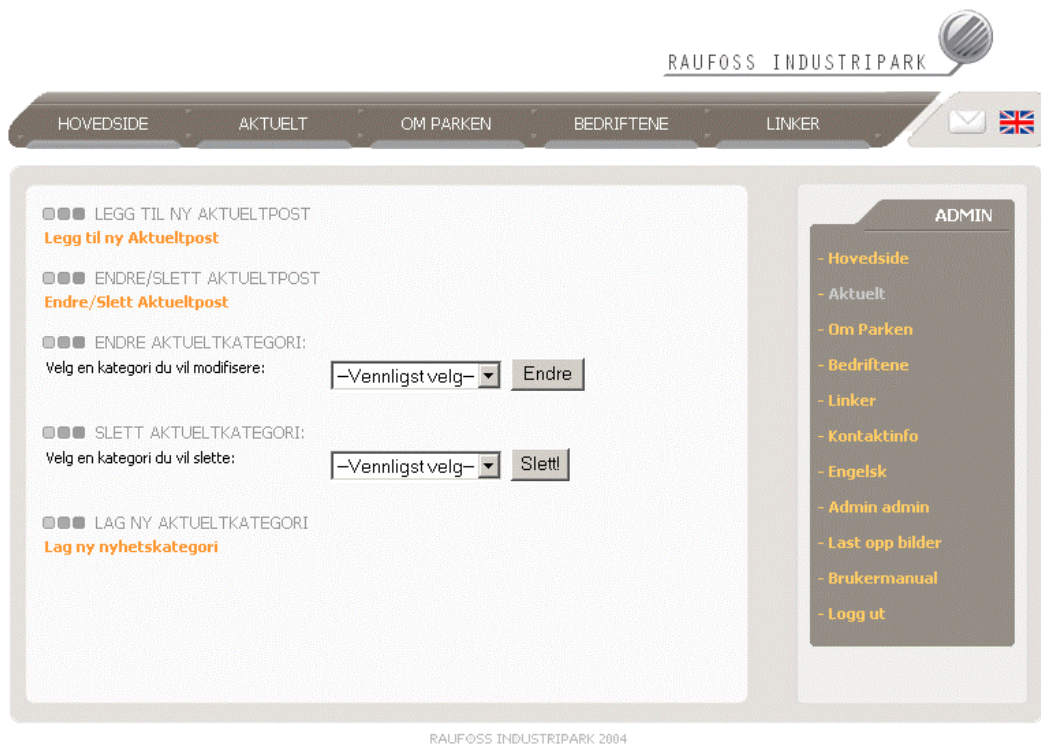 RAUFOSS INDUSTRIPARK
HOVEDSIDE AKTUELT OM PARKEN BEDRIFTENE LINKER
LEGG TIL NY AKTUELTPOST
Legg til ny Aktueltpost
ENDRE/SLETT AKTUELTPOST
Endre/Slett Aktueltpost
ENDRE AKTUELTKATEGORI:
Velg en kategori du vil modifisere: --Vennligst velg-- Endre
SLETT AKTUELTKATEGORI:
Velg en kategori du vil slette: --Vennligst velg-- Slett!
LAG NY AKTUELTKATEGORI
Lag ny nyhetskategori
ADMIN
- Hovedside
- Aktuelt
- Om Parken
- Bedriftene
- Linker
- Kontaktinfo
- Engelsk
- Admin admin
- Last opp bilder
- Brukermanual
- Logg ut
RAUFOSS INDUSTRIPARK 2004